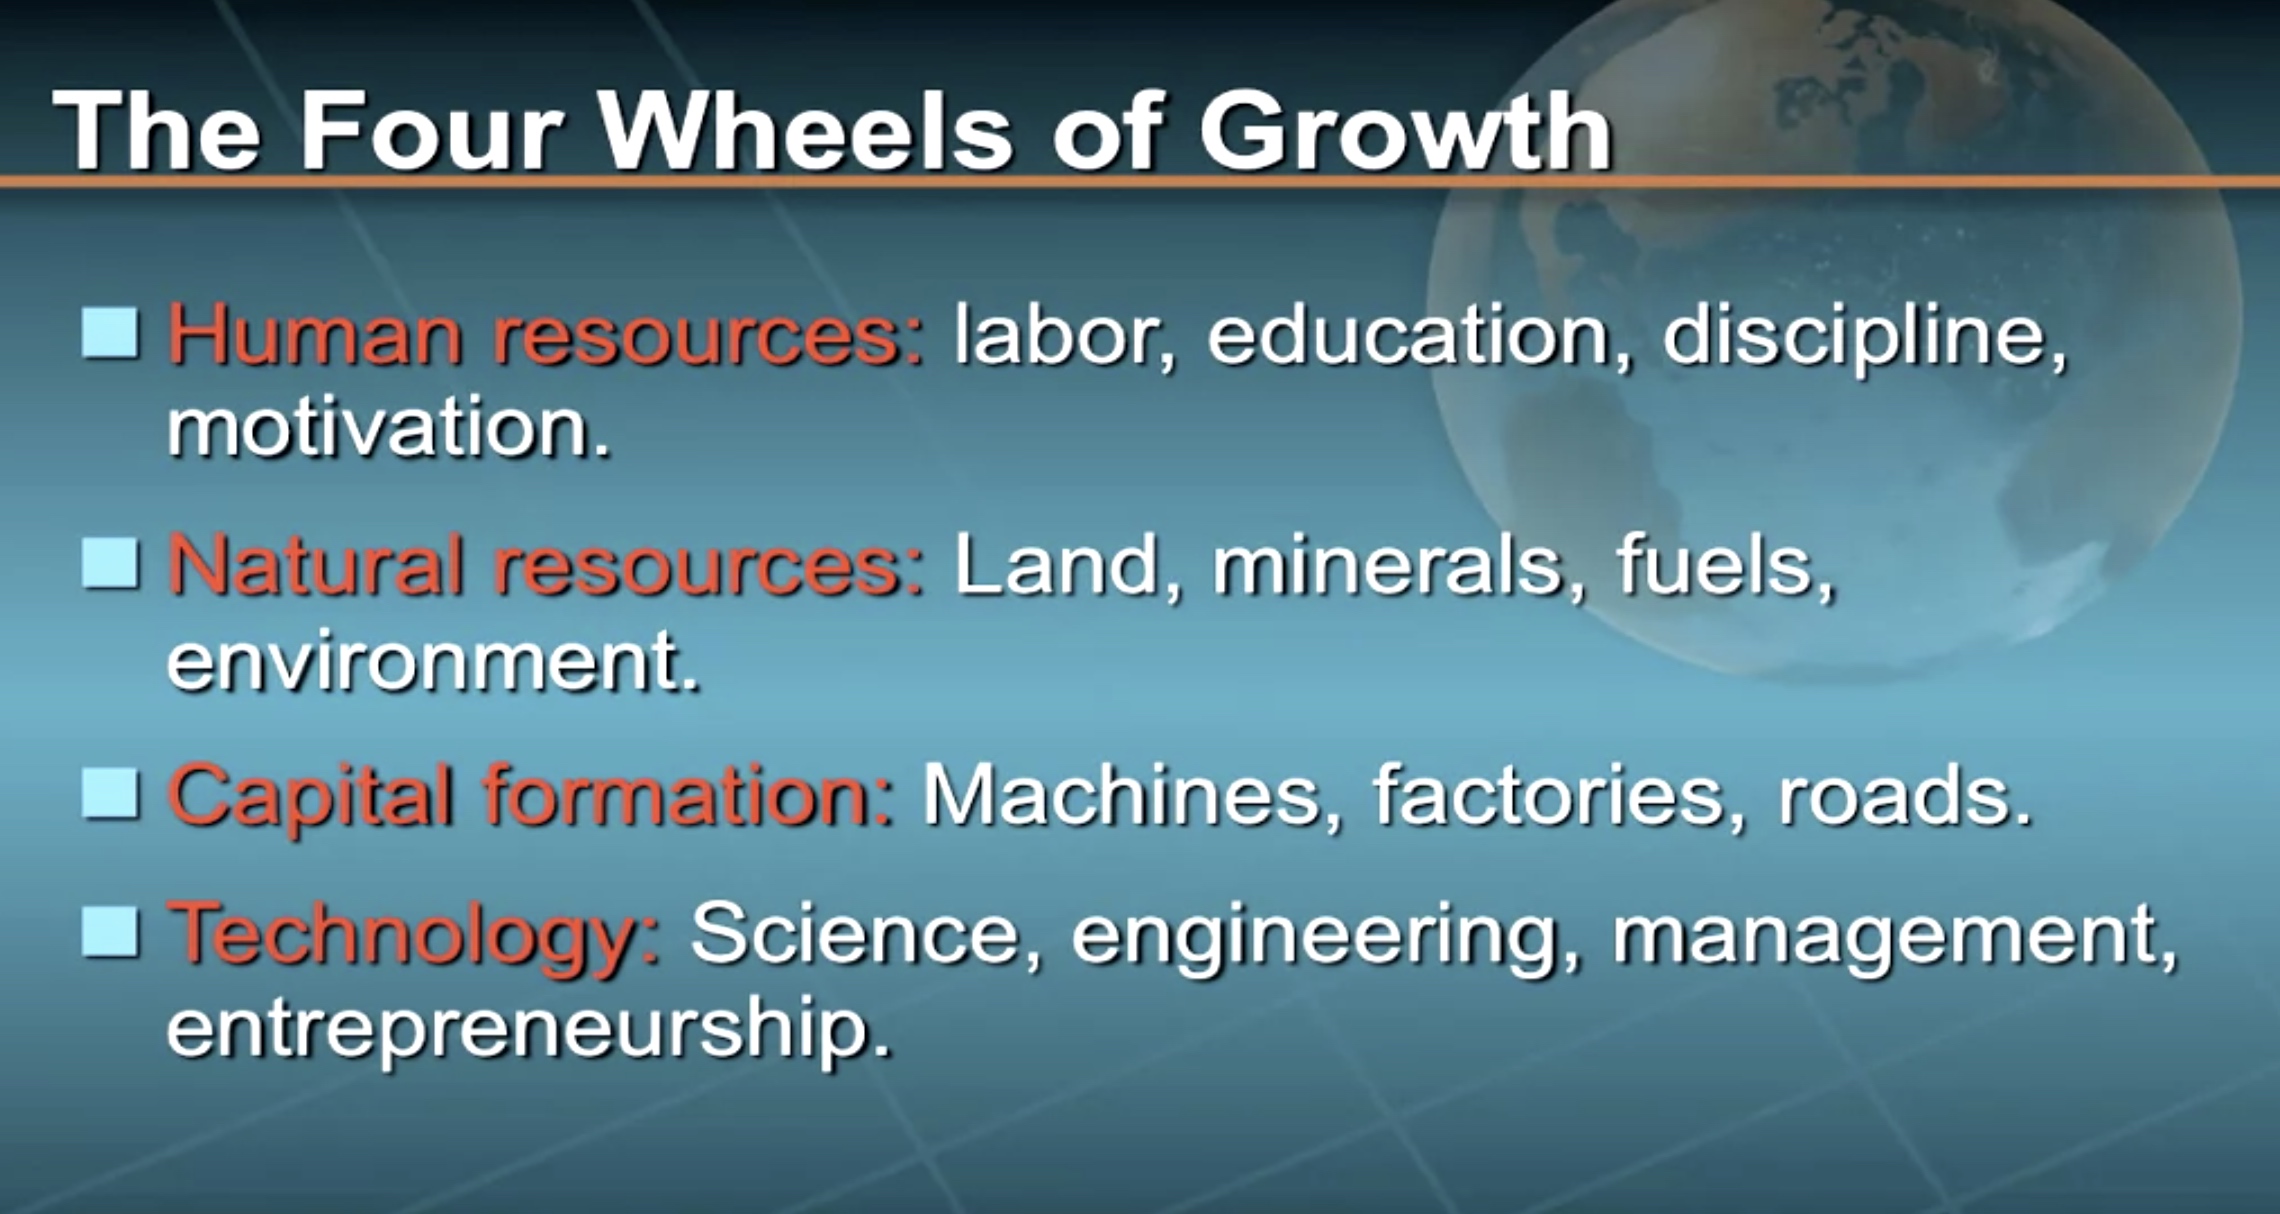 The Four Wheels of Growth
Human resources: labor, education, discipline,
motivation.
Natural resources: Land, minerals, fuels,
environment.
Capital formation: Machines, factories, roads.
Technology: Science, engineering, management,
entrepreneurship.